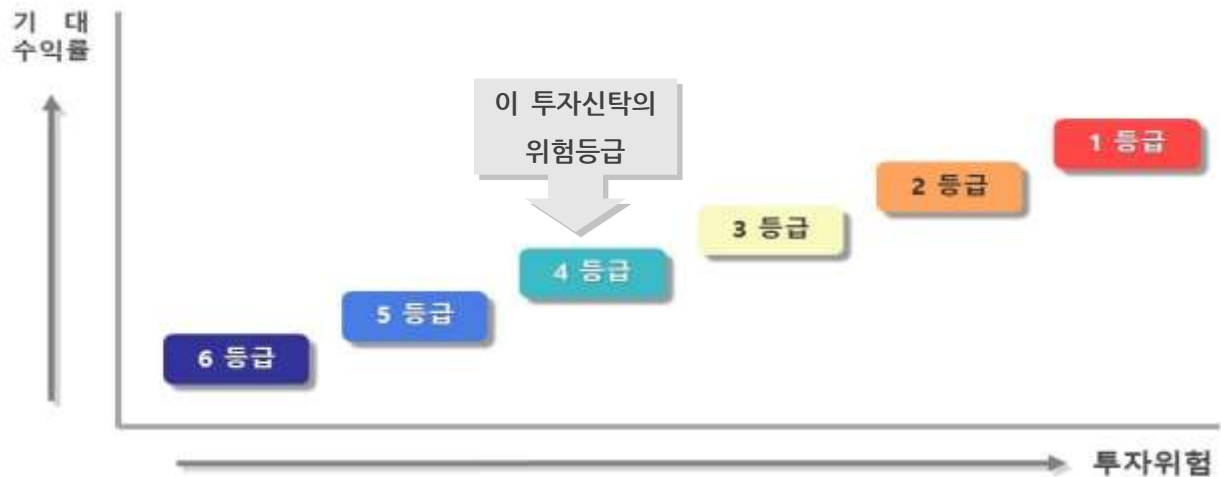 기 대
수익률
이 투자신탁의
위험등급
1 등급
2 등급
3 등급
4 등급
5 등급
6 등급
투자위험